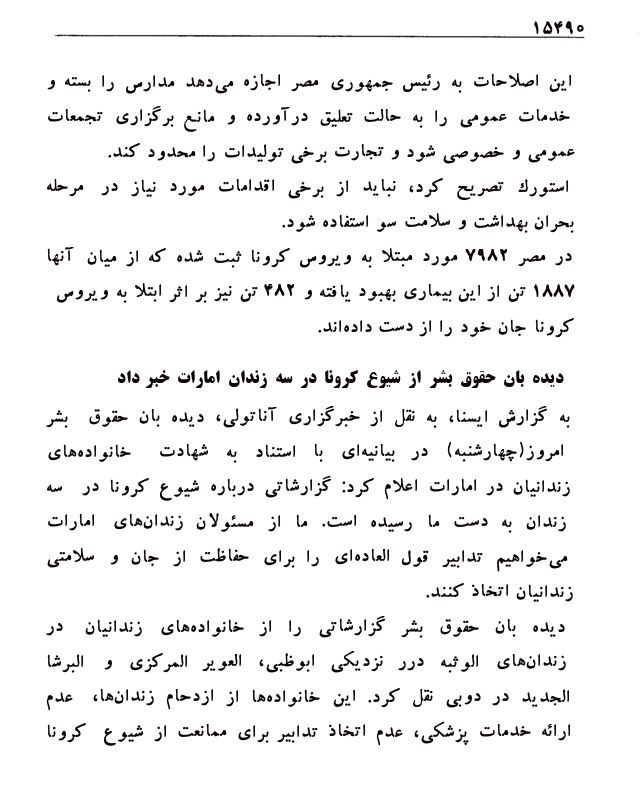 ۱۵۴۹۰
این اصلاحات به رئیس جمهوری مصر اجازه می‌دهد مدارس را بسته و
خدمات عمومی را به حالت تعلیق درآورده و مانع برگزاری تجمعات
عمومی و خصوصی شود و تجارت برخی تولیدات را محدود کند.
استورك تصریح کرد، نباید از برخی اقدامات مورد نیاز در مرحله
بحران بهداشت و سلامت سو استفاده شود.
در مصر ۷۹۸۲ مورد مبتلا به ویروس کرونا ثبت شده که از میان آنها
۱۸۸۷ تن از این بیماری بهبود یافته و ۴۸۲ تن نیز بر اثر ابتلا به ویروس
کرونا جان خود را از دست داده‌اند.
دیده بان حقوق بشر از شیوع کرونا در سه زندان امارات خبر داد
به گزارش ایسنا، به نقل از خبرگزاری آناتولی، دیده بان حقوق بشر
امروز(چهارشنبه) در بیانیه‌ای با استناد به شهادت خانواده‌های
زندانیان در امارات اعلام کرد: گزارشاتی درباره شیوع کرونا در سه
زندان به دست ما رسیده است. ما از مسئولان زندان‌های امارات
می‌خواهیم تدابیر قول العاده‌ای را برای حفاظت از جان و سلامتی
زندانیان اتخاذ کنند.
دیده بان حقوق بشر گزارشاتی را از خانواده‌های زندانیان در
زندان‌های الوثبه درر نزدیکی ابوظبی، العویر المرکزی و البرشا
الجدید در دوبی نقل کرد. این خانواده‌ها از ازدحام زندان‌ها، عدم
ارائه خدمات پزشکی، عدم اتخاذ تدابیر برای ممانعت از شیوع کرونا